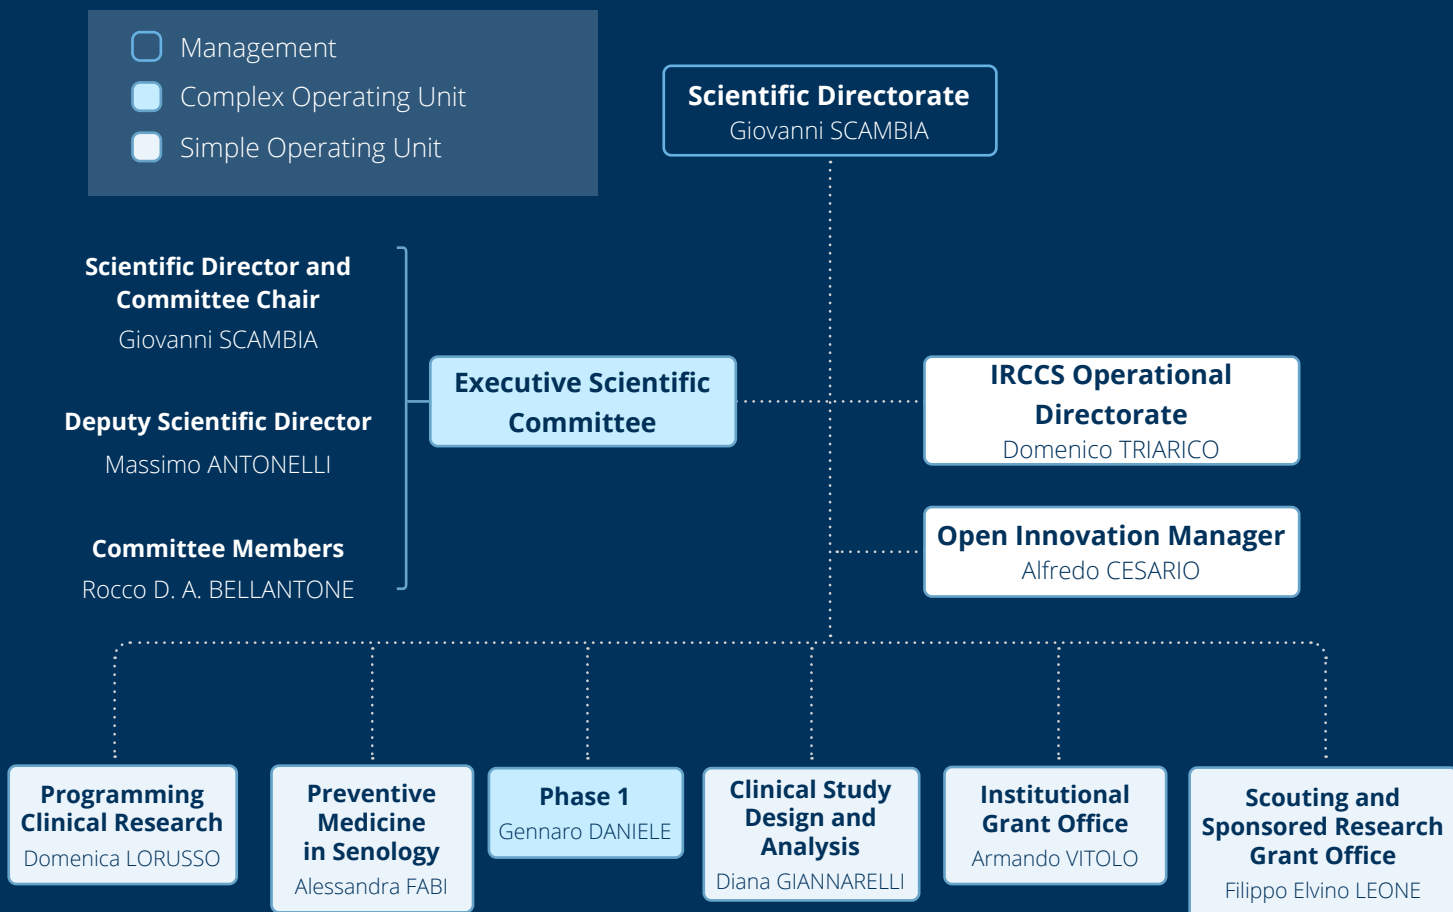 Management
Complex Operating Unit
Simple Operating Unit
Scientific Directorate
Giovanni SCAMBIA
Scientific Director and
Committee Chair
Giovanni SCAMBIA
Deputy Scientific Director
Massimo ANTONELLI
Committee Members
Rocco D. A. BELLANTONE
Executive Scientific
Committee
IRCCS Operational
Directorate
Domenico TRIARICO
Open Innovation Manager
Alfredo CESARIO
Programming
Clinical Research
Domenica LORUSSO
Preventive
Medicine
in Senology
Alessandra FABI
Phase 1
Gennaro DANIELE
Clinical Study
Design and
Analysis
Diana GIANNARELLI
Institutional
Grant Office
Armando VITOLO
Scouting and
Sponsored Research
Grant Office
Filippo Elvino LEONE